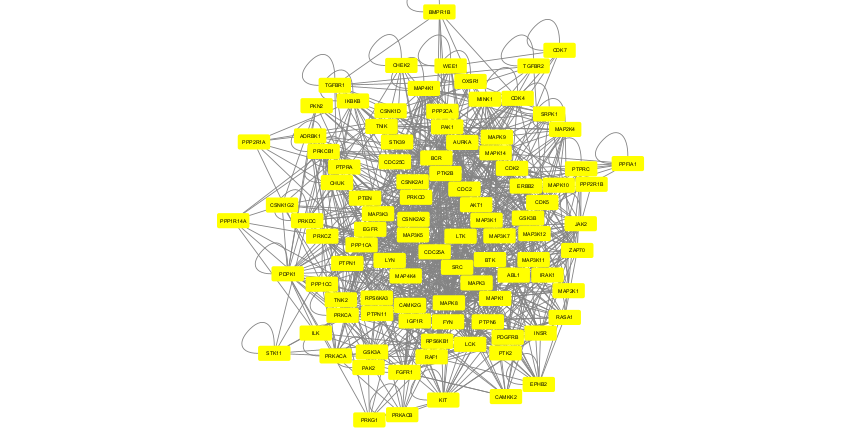 BMPR1B
CDK7
CHEK2
WEE1
TGFBR2
TGFBR1
MAP4K1
OXSR1
PKN2
IKBKB
MINK1
CDK4
CSNK1D
PPP2CA
SRPK1
TNIK
PAK1
MAP2K4
ADRBK1
STK39
AURKA
MAPK9
PPP2R1A
PRKCB1
CDC25C
BCR
MAPK14
PPFIA1
PTPRA
PTK2B
CDK2
PTPRC
CHUK
CSNK2A1
CDC2
ERBB2
MAPK10
PPP2R1B
PTEN
PRKCD
AKT1
CDK5
CSNK1G2
MAP3K3
CSNK2A2
MAP3K1
GSK3B
PPP1R14A
PRKDC
EGFR
JAK2
PRKCZ
MAP3K5
LTK
MAP3K7
MAP3K12
PPP1CA
CDC25A
ZAP70
PTPN1
LYN
SRC
BTK
MAP3K11
PDPK1
MAP4K4
ABL1
IRAK1
PPP1CC
MAPK3
MAP2K1
TNK2
RPS6KA3
CAMK2G
MAPK8
MAPK1
PRKCA
PTPN11
IGF1R
FYN
PTPN6
RASA1
ILK
RPS6KB1
LCK
PDGFRB
INSR
STK11
PRKACA
GSK3A
RAF1
PTK2
PAK2
FGFR1
EPHB2
KIT
CAMKK2
PRKG1
PRKACB